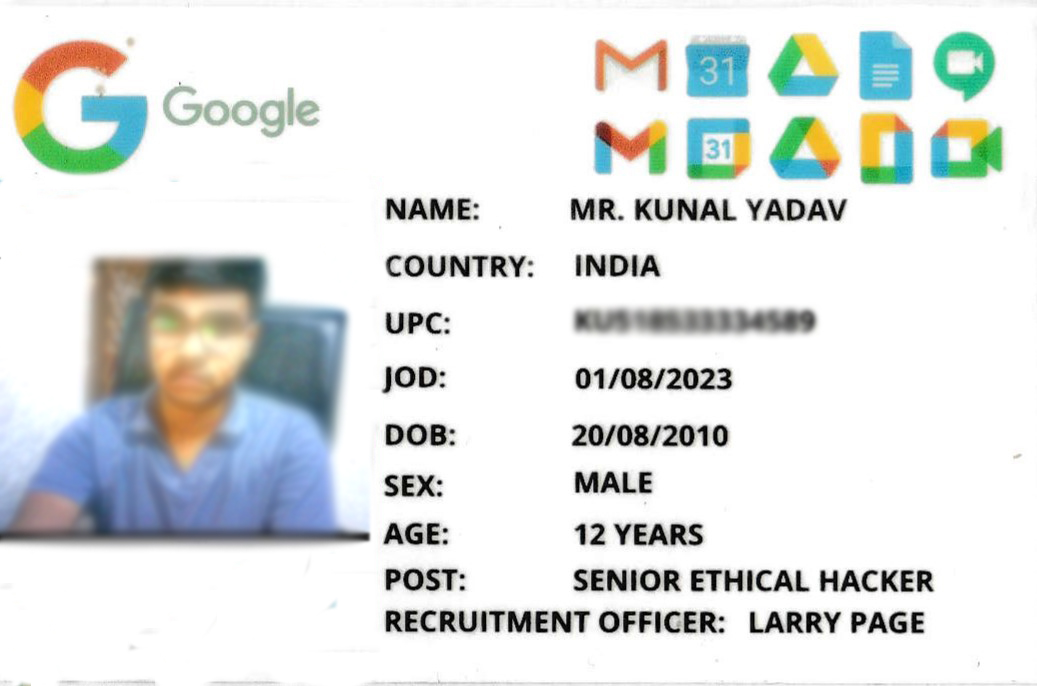 Google
31
31
NAME: MR. KUNAL YADAV
COUNTRY: INDIA
UPC:
JOD: 01/08/2023
DOB: 20/08/2010
SEX: MALE
AGE: 12 YEARS
POST: SENIOR ETHICAL HACKER
RECRUITMENT OFFICER: LARRY PAGE